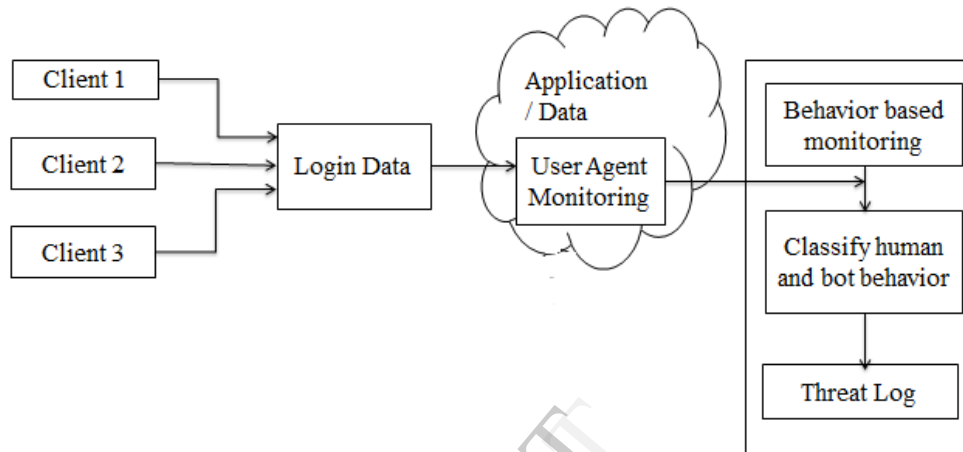 Client 1
Client 2
Client 3
Login Data
Application
/ Data
User Agent
Monitoring
Behavior based
monitoring
Classify human
and bot behavior
Threat Log